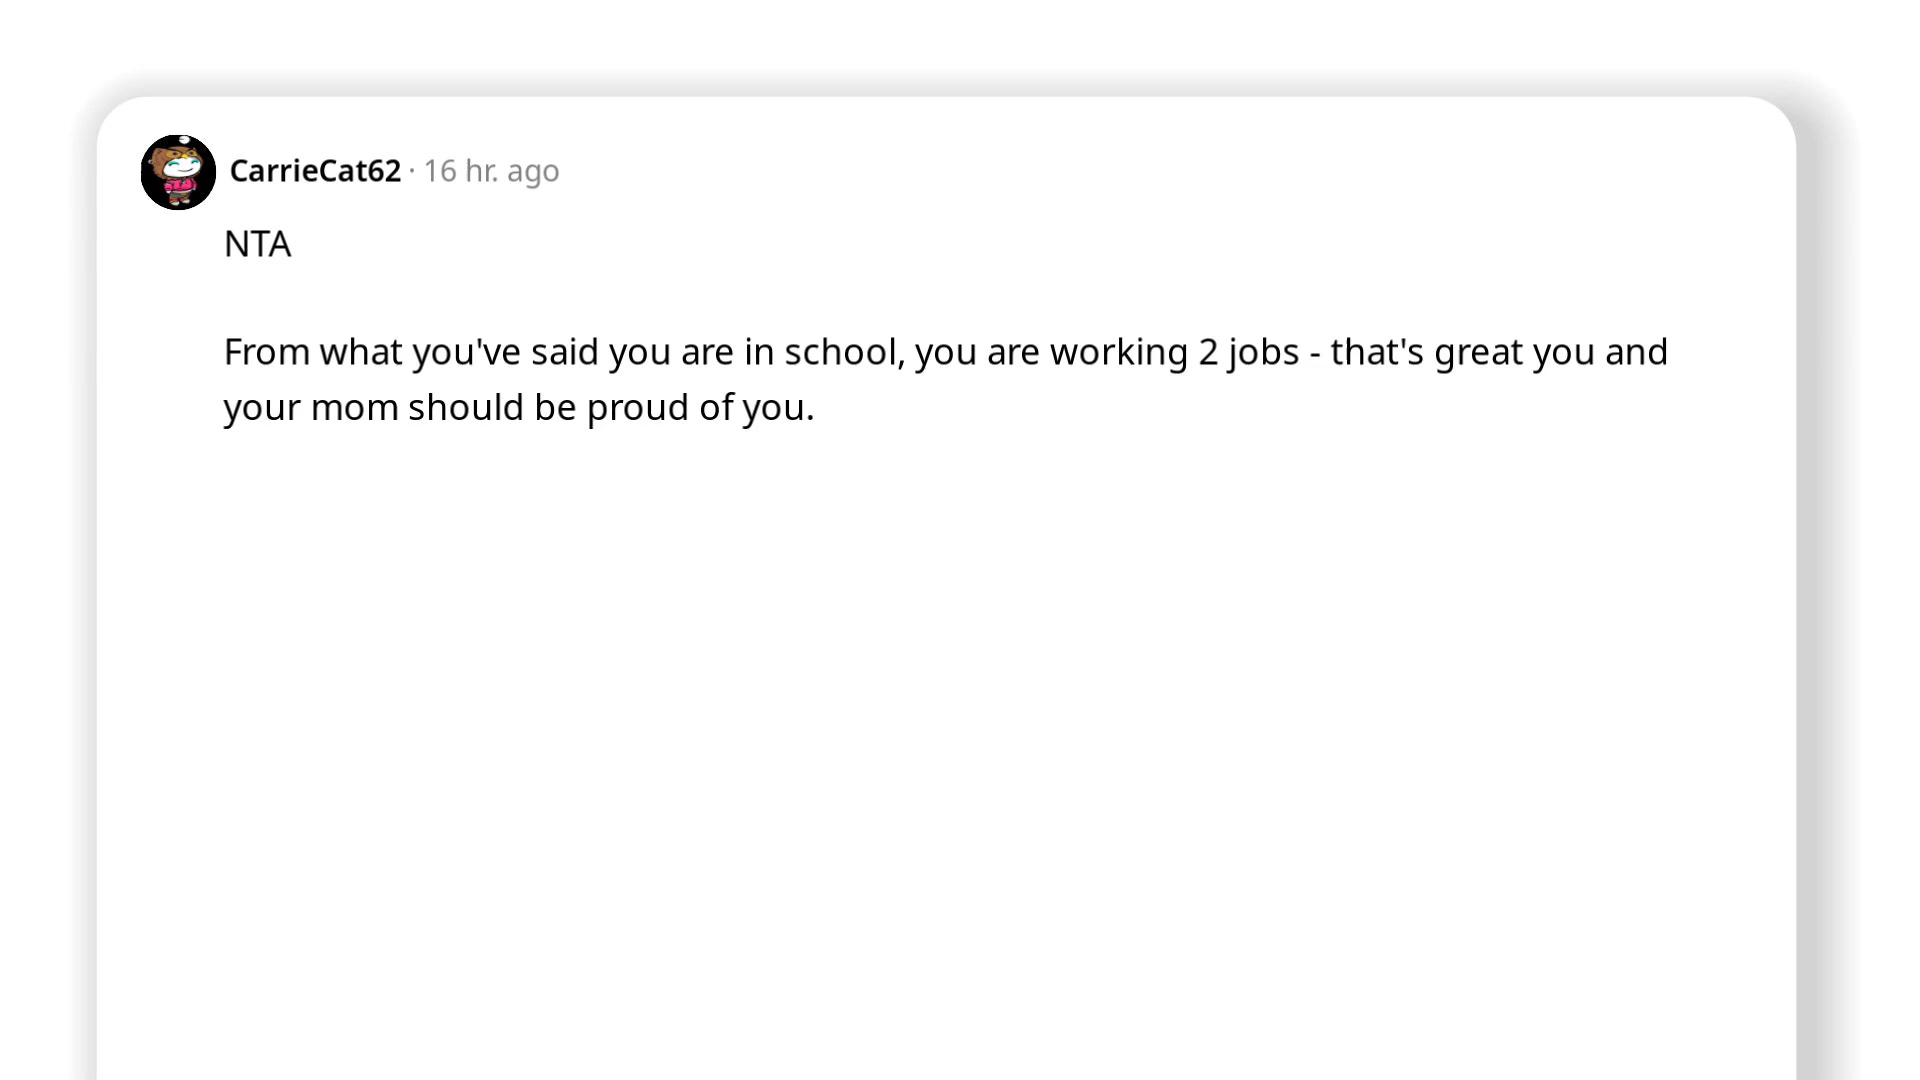 CarrieCat62 · 16 hr. ago
NTA
From what you've said you are in school, you are working 2 jobs - that's great you and
your mom should be proud of you.